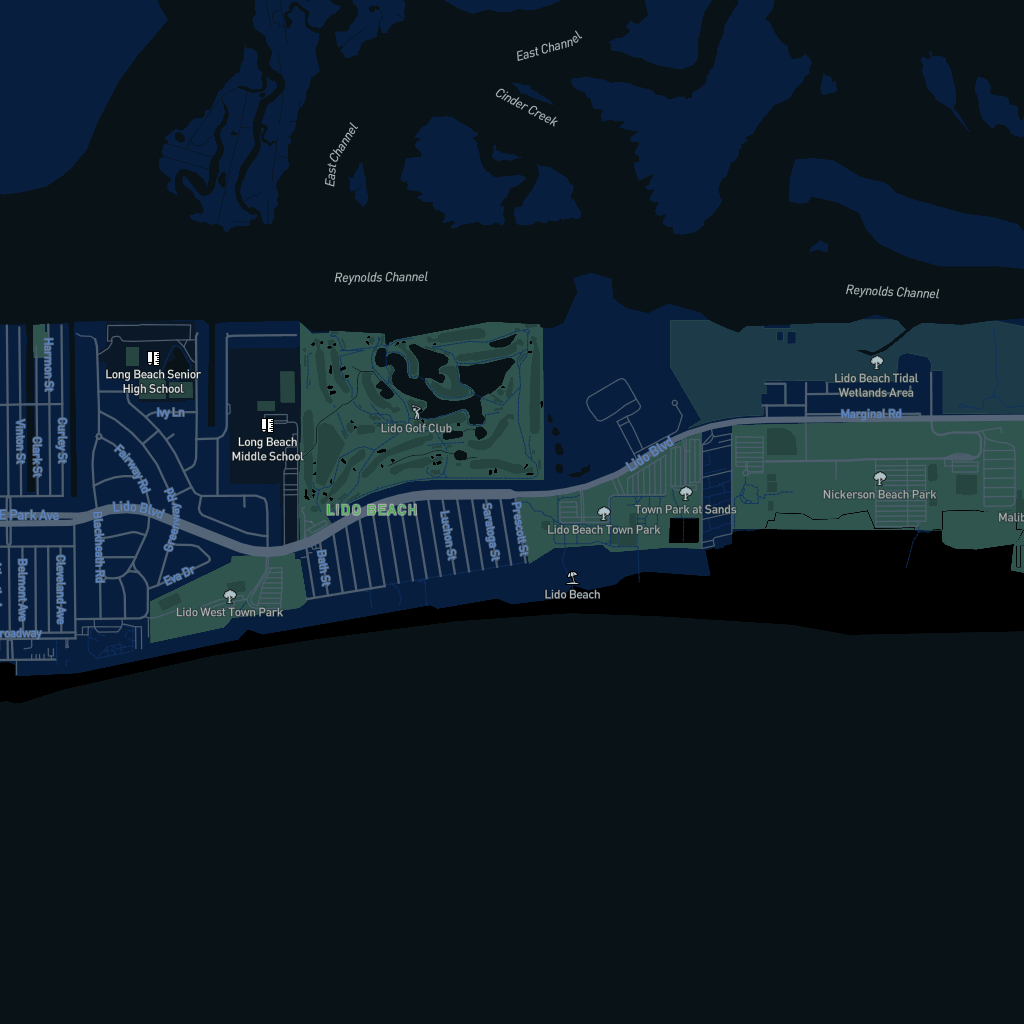 East Channel
Cinder Creek
East Channel
Reynolds Channel
Reynolds Channel
Harmon St
Long Beach Senior
High School
Lido Beach Tidal
Wetlands Area
Ivy Ln
Marginal Rd
Vinton St
Clark St
Curley St
Lido Golf Club
Long Beach
Middle School
Fairway Rd
Lido Blvd
Nickerson Beach Park
E Park Ave
Lido Blvd
Greenway Rd
LIDO BEACH
Town Park at Sands
Malib
Blackheath Rd
Luchon St
Saratoga St
Prescott St
Lido Beach Town Park
Belmont Ave
Cleveland Ave
Eva Dr
Bath St
Lido Beach
Lido West Town Park
roadway